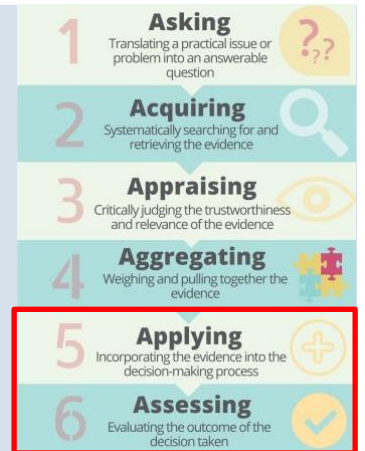 1
Asking
Translating a practical issue or
problem into an answerable
question
???
2
Acquiring
Systematically searching for and
retrieving the evidence
3
Appraising
Critically judging the trustworthiness
and relevance of the evidence
4
Aggregating
Weighing and pulling together the
evidence
5
Applying
Incorporating the evidence into the
decision-making process
6
Assessing
Evaluating the outcome of the
decision taken